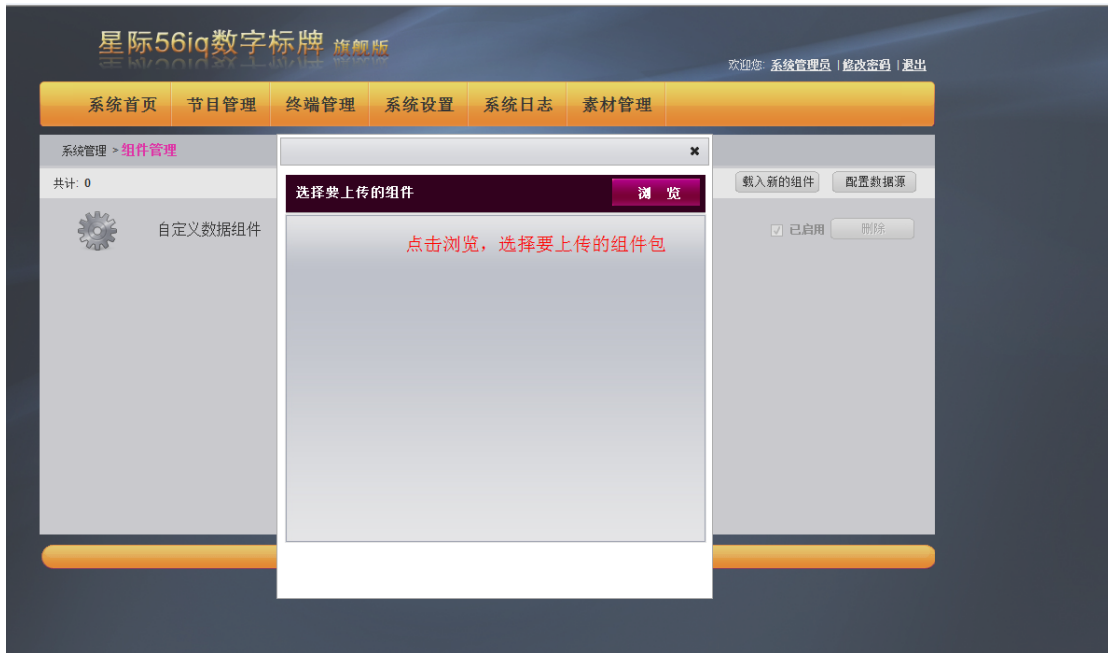 星际56iq数字标牌 旗舰版
欢迎您: 系统管理员 | 修改密码 | 退出
系统首页 节目管理 终端管理 系统设置 系统日志 素材管理
系统管理 > 组件管理
共计: 0
载入新的组件 配置数据源
选择要上传的组件 浏 览
自定义数据组件
已启用 删除
点击浏览，选择要上传的组件包